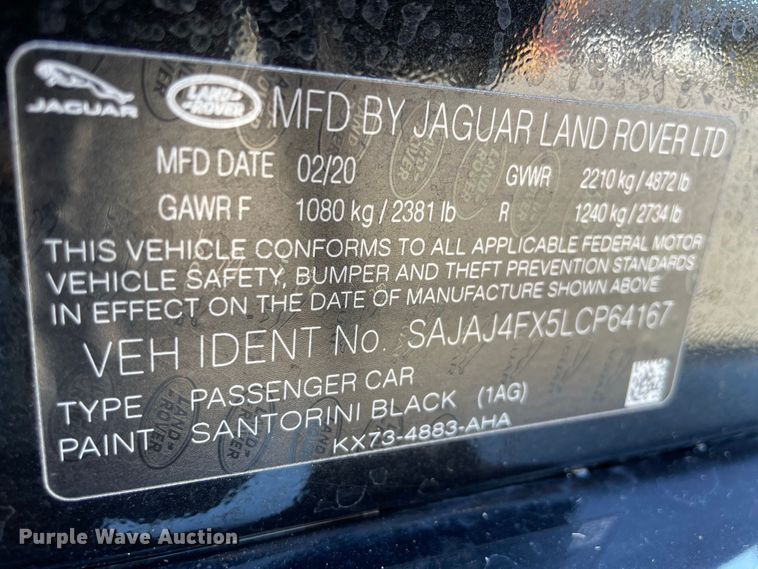 JAGUAR LAND ROVER MFD BY JAGUAR LAND ROVER LTD
MFD DATE 02/20 GVWR 2210 kg / 4872 lb
GAWR F 1080 kg / 2381 lb R 1240 kg / 2734 lb
THIS VEHICLE CONFORMS TO ALL APPLICABLE FEDERAL MOTOR
VEHICLE SAFETY, BUMPER AND THEFT PREVENTION STANDARDS
IN EFFECT ON THE DATE OF MANUFACTURE SHOWN ABOVE
VEH IDENT No. SAJAJ4FX5LCP64167
TYPE PASSENGER CAR
PAINT SANTORINI BLACK (1AG)
KX73-4883-AHA
Purple Wave Auction